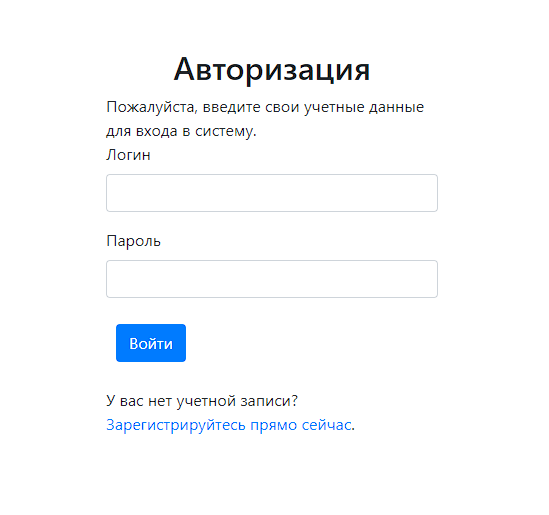 Авторизация
Пожалуйста, введите свои учетные данные
для входа в систему.
Логин
Пароль
Войти
У вас нет учетной записи?
Зарегистрируйтесь прямо сейчас.